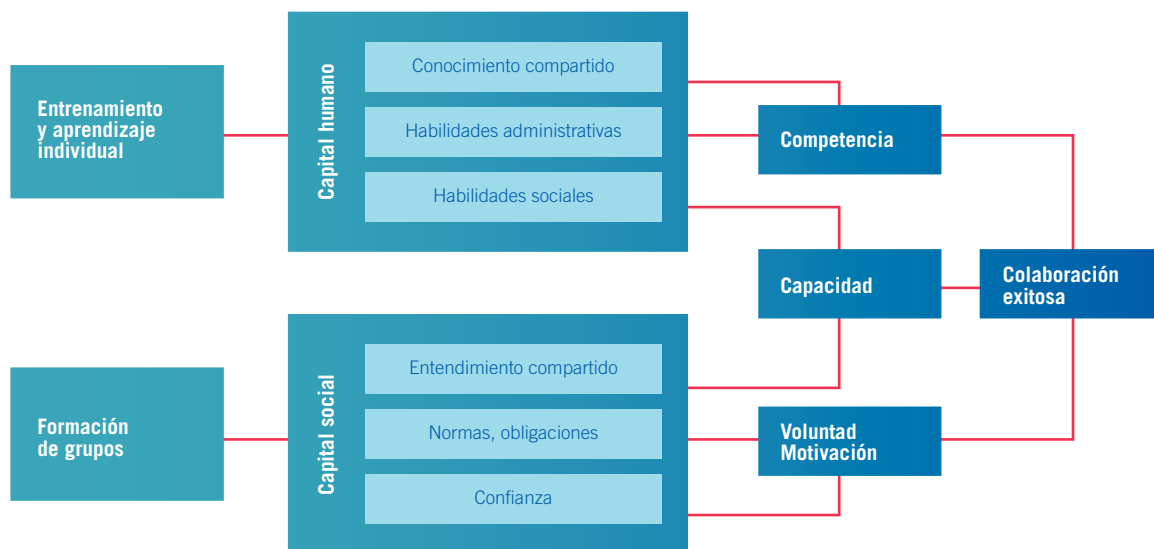 Entrenamiento
y aprendizaje
individual
Capital humano
Conocimiento compartido
Habilidades administrativas
Habilidades sociales
Competencia
Capacidad
Colaboración
exitosa
Formación
de grupos
Capital social
Entendimiento compartido
Normas, obligaciones
Confianza
Voluntad
Motivación